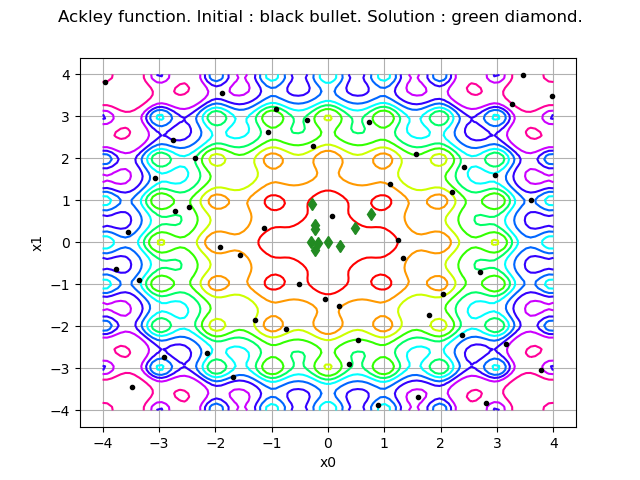 Ackley function. Initial : black bullet. Solution : green diamond.
4
3
2
1
0
−1
−2
−3
−4
x1
−4 −3 −2 −1 0 1 2 3 4
x0